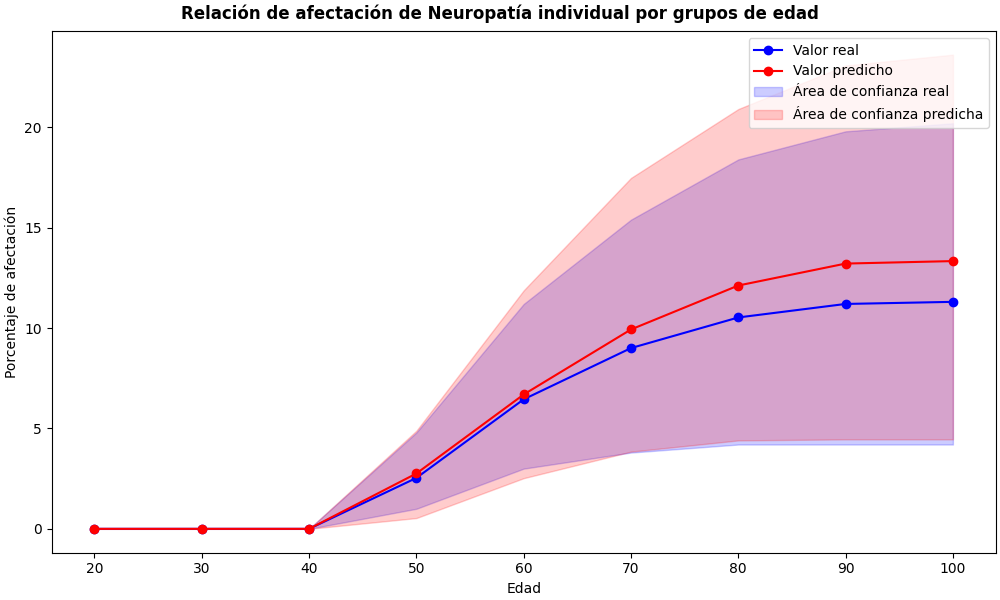 Relación de afectación de Neuropatía individual por grupos de edad
Valor real
Valor predicho
Área de confianza real
Área de confianza predicha
Porcentaje de afectación
20
15
10
5
0
20 30 40 50 60 70 80 90 100
Edad